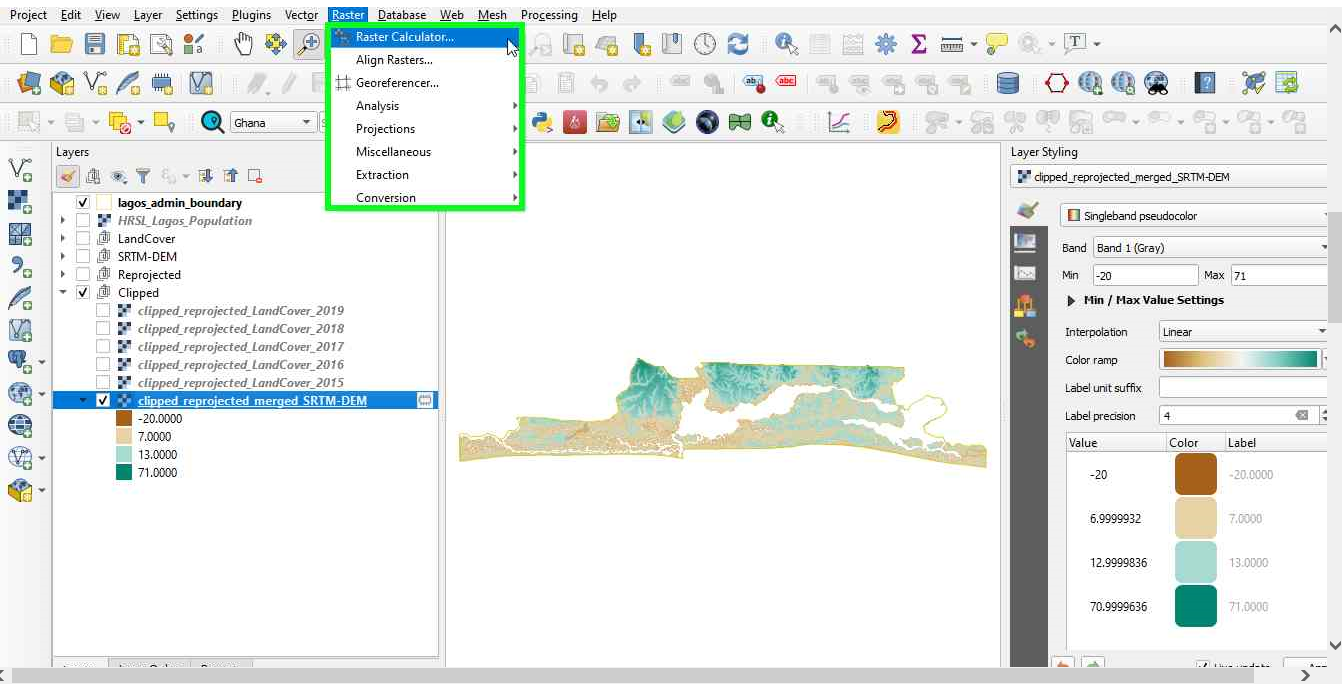 Project Edit View Layer Settings Plugins Vector Raster Database Web Mesh Processing Help
Raster Calculator...
Align Rasters...
Georeferencer...
Analysis
Projections
Miscellaneous
Extraction
Conversion
abc
abc
abc
Ghana
Layers
lagos_admin_boundary
HRSL_Lagos_Population
LandCover
SRTM-DEM
Reprojected
Clipped
clipped_reprojected_LandCover_2019
clipped_reprojected_LandCover_2018
clipped_reprojected_LandCover_2017
clipped_reprojected_LandCover_2016
clipped_reprojected_LandCover_2015
clipped_reprojected_merged_SRTM-DEM
-20.0000
7.0000
13.0000
71.0000
Layer Styling
clipped_reprojected_merged_SRTM-DEM
Singleband pseudocolor
Band Band 1 (Gray)
Min -20 Max 71
Min / Max Value Settings
Interpolation Linear
Color ramp
Label unit suffix
Label precision 4
Value Color Label
-20 -20.0000
6.9999932 7.0000
12.9999836 13.0000
70.9999636 71.0000